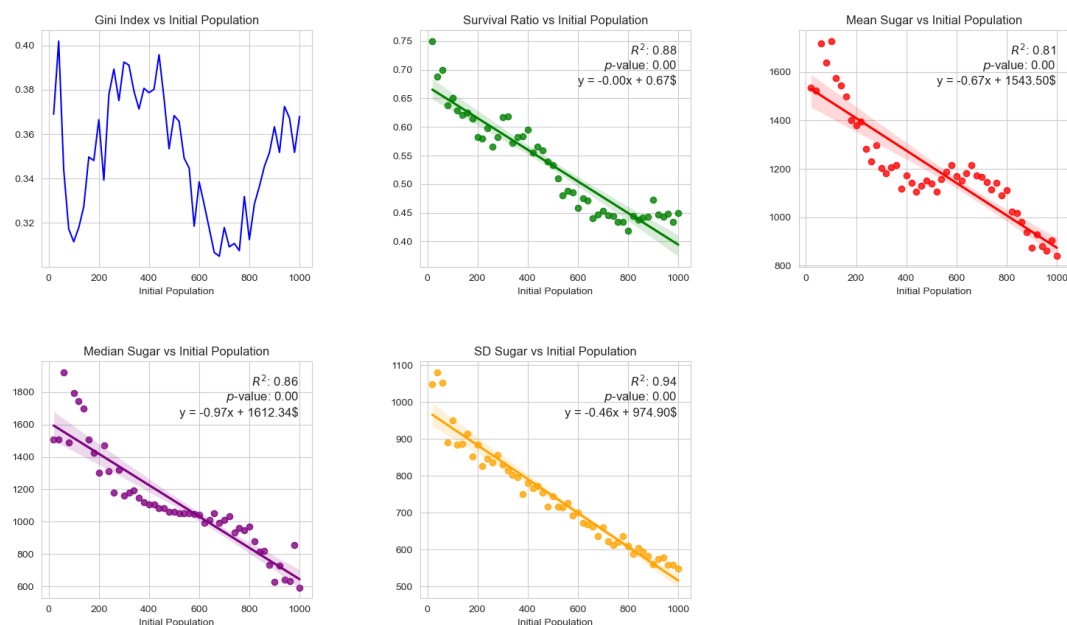 Gini Index vs Initial Population
0.40
0.38
0.36
0.34
0.32
0 200 400 600 800 1000
Initial Population
Survival Ratio vs Initial Population
R²: 0.88
p-value: 0.00
y = -0.00x + 0.67$
0.75
0.70
0.65
0.60
0.55
0.50
0.45
0.40
0 200 400 600 800 1000
Initial Population
Mean Sugar vs Initial Population
R²: 0.81
p-value: 0.00
y = -0.67x + 1543.50$
1600
1400
1200
1000
800
0 200 400 600 800 1000
Initial Population
Median Sugar vs Initial Population
R²: 0.86
p-value: 0.00
y = -0.97x + 1612.34$
1800
1600
1400
1200
1000
800
600
0 200 400 600 800 1000
Initial Population
SD Sugar vs Initial Population
R²: 0.94
p-value: 0.00
y = -0.46x + 974.90$
1100
1000
900
800
700
600
500
0 200 400 600 800 1000
Initial Population